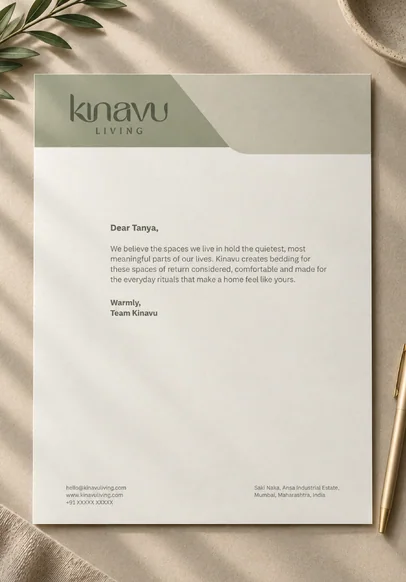 kinavu
LIVING
Dear Tanya,
We believe the spaces we live in hold the quietest, most
meaningful parts of our lives. Kinavu creates bedding for
these spaces of return considered, comfortable and made for
the everyday rituals that make a home feel like yours.
Warmly,
Team Kinavu
hello@kinavuliving.com
www.kinavuliving.com
+91 XXXXX XXXXX
Saki Naka, Ansa Industrial Estate,
Mumbai, Maharashtra, India